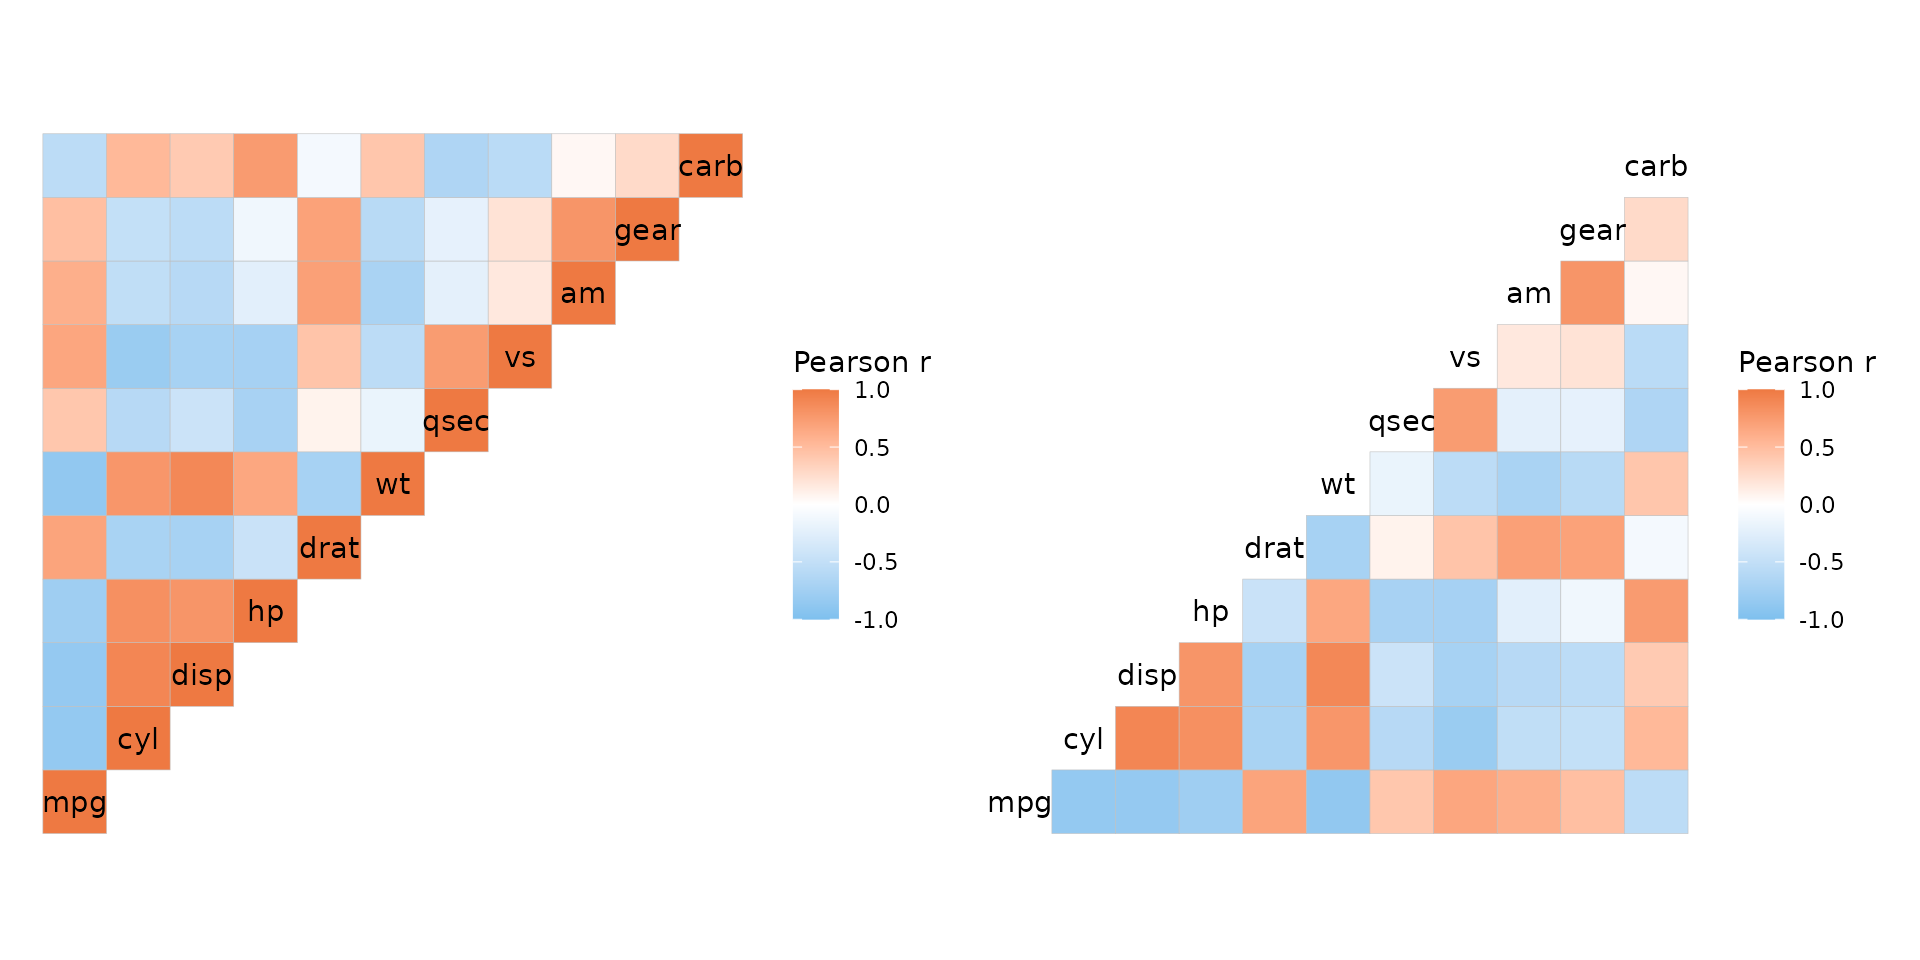 carb
gear
am
vs
qsec
wt
drat
hp
disp
cyl
mpg
Pearson r
1.0
0.5
0.0
-0.5
-1.0
carb
gear
am
vs
qsec
wt
drat
hp
disp
cyl
mpg
Pearson r
1.0
0.5
0.0
-0.5
-1.0